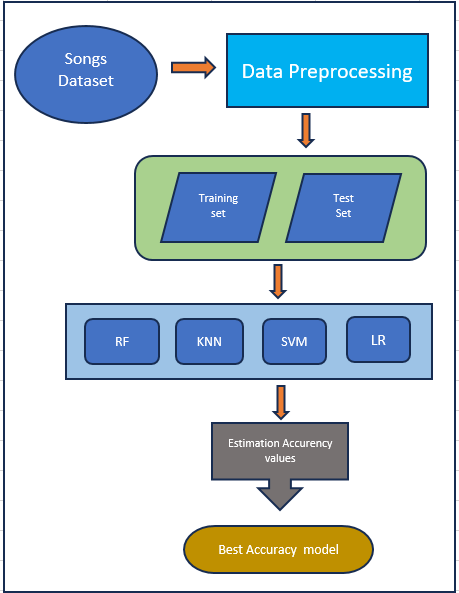 Songs
Dataset
Data Preprocessing
Training
set
Test
Set
RF
KNN
SVM
LR
Estimation Accurency
values
Best Accuracy model